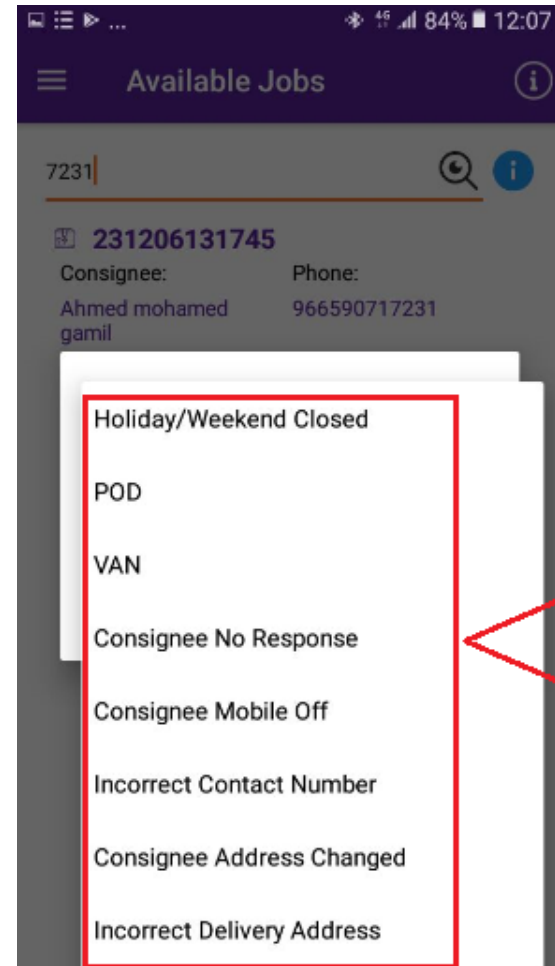 ... 4G 84% 12:07
Available Jobs
7231
231206131745
Consignee: Phone:
Ahmed mohamed 966590717231
gamil
Holiday/Weekend Closed
POD
VAN
Consignee No Response
Consignee Mobile Off
Incorrect Contact Number
Consignee Address Changed
Incorrect Delivery Address